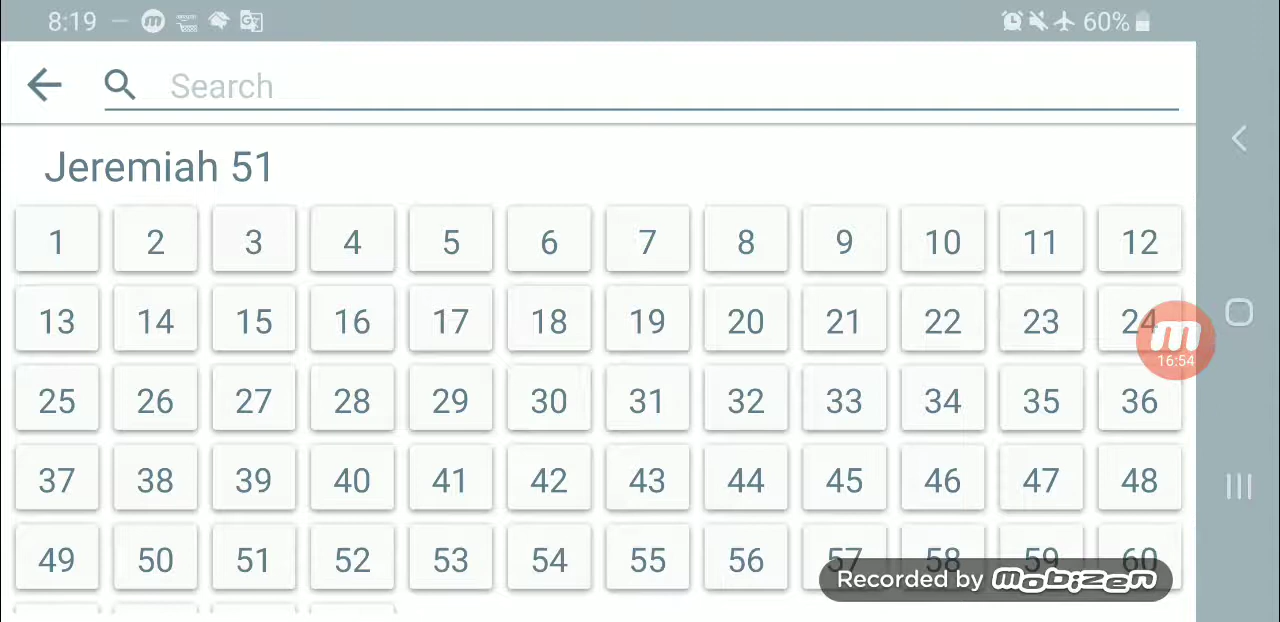 8:19
60%
Search
Jeremiah 51
1 2 3 4 5 6 7 8 9 10 11 12
13 14 15 16 17 18 19 20 21 22 23 24
16:54
25 26 27 28 29 30 31 32 33 34 35 36
37 38 39 40 41 42 43 44 45 46 47 48
49 50 51 52 53 54 55 56 57 58 59 60
Recorded by mobizen